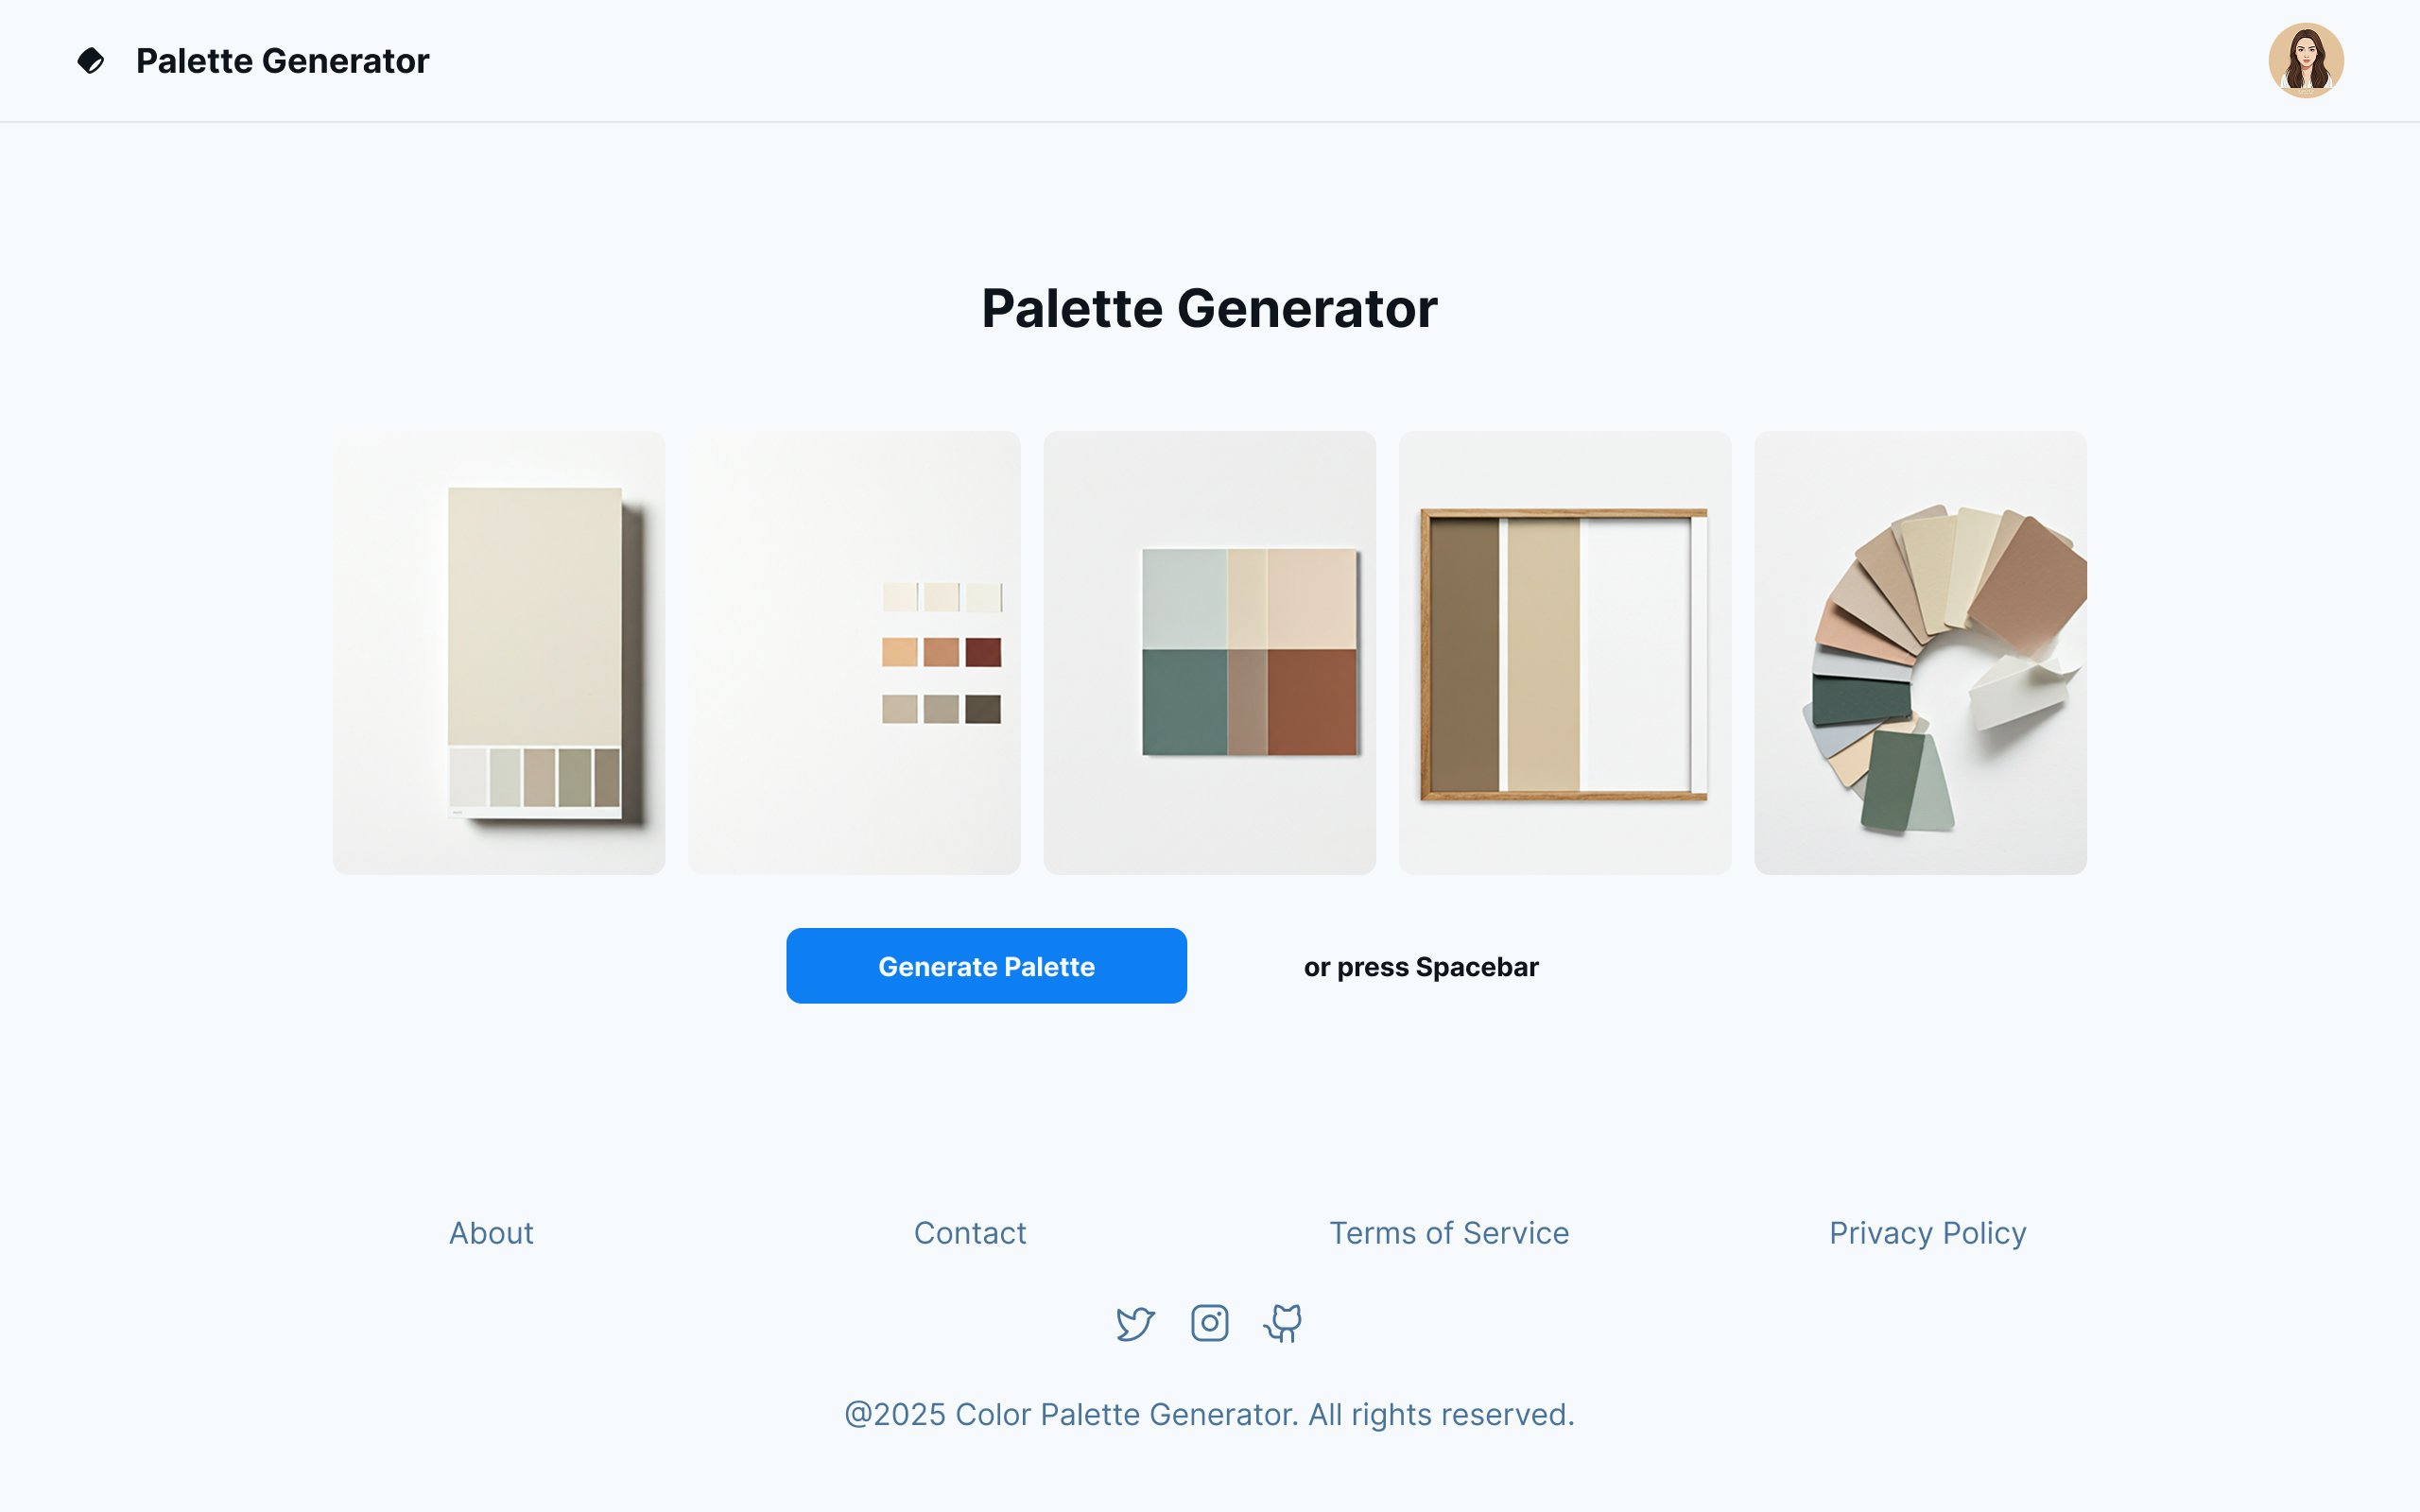 Palette Generator
Palette Generator
Generate Palette
or press Spacebar
About
Contact
Terms of Service
Privacy Policy
@2025 Color Palette Generator. All rights reserved.